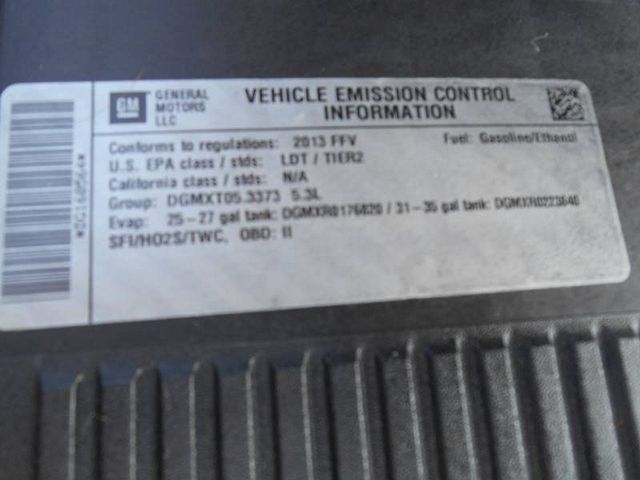 GM GENERAL MOTORS LLC
VEHICLE EMISSION CONTROL INFORMATION
Conforms to regulations: 2013 FFV Fuel: Gasoline/Ethanol
U.S. EPA class / stds: LDT / TIER2
California class / stds: N/A
Group: DGMXT05.3373 5.3L
Evap: 25-27 gal tank: DGMXR0176820 / 31-35 gal tank: DGMXR0223840
SFI/HO2S/TWC, OBD: II